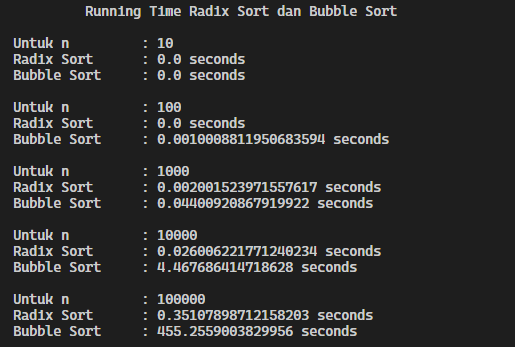 Running Time Radix Sort dan Bubble Sort
Untuk n : 10
Radix Sort : 0.0 seconds
Bubble Sort : 0.0 seconds
Untuk n : 100
Radix Sort : 0.0 seconds
Bubble Sort : 0.0010008811950683594 seconds
Untuk n : 1000
Radix Sort : 0.002001523971557617 seconds
Bubble Sort : 0.04400920867919922 seconds
Untuk n : 10000
Radix Sort : 0.026006221771240234 seconds
Bubble Sort : 4.467686414718628 seconds
Untuk n : 100000
Radix Sort : 0.35107898712158203 seconds
Bubble Sort : 455.2559003829956 seconds